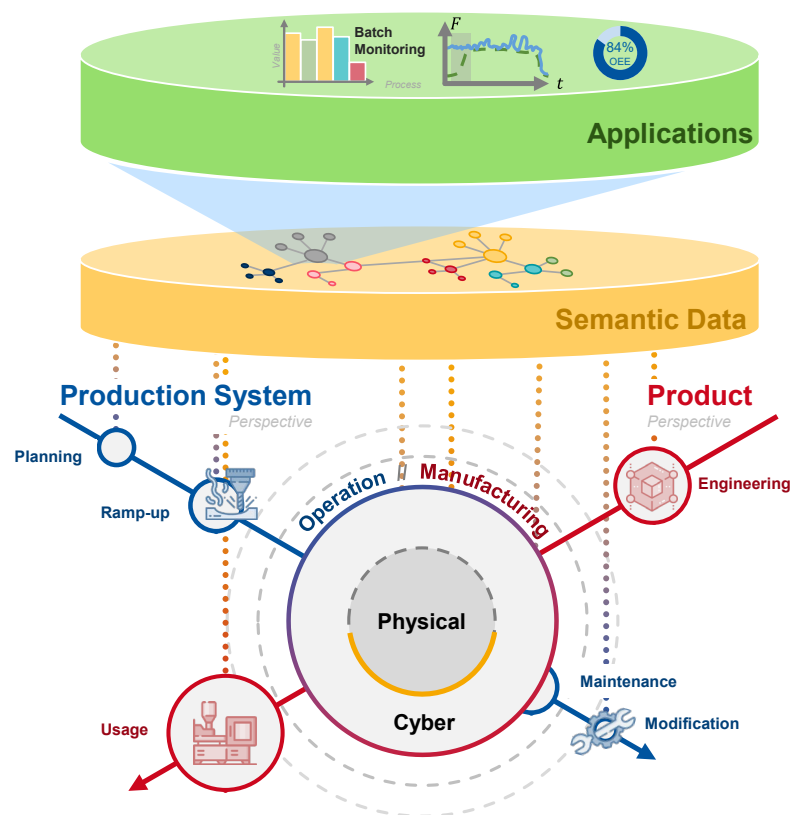 Value
Batch
Monitoring
Process
F
t
84%
OEE
Applications
Semantic Data
Production System
Perspective
Product
Perspective
Planning
Operation // Manufacturing
Engineering
Ramp-up
Physical
Maintenance
Cyber
Usage
Modification